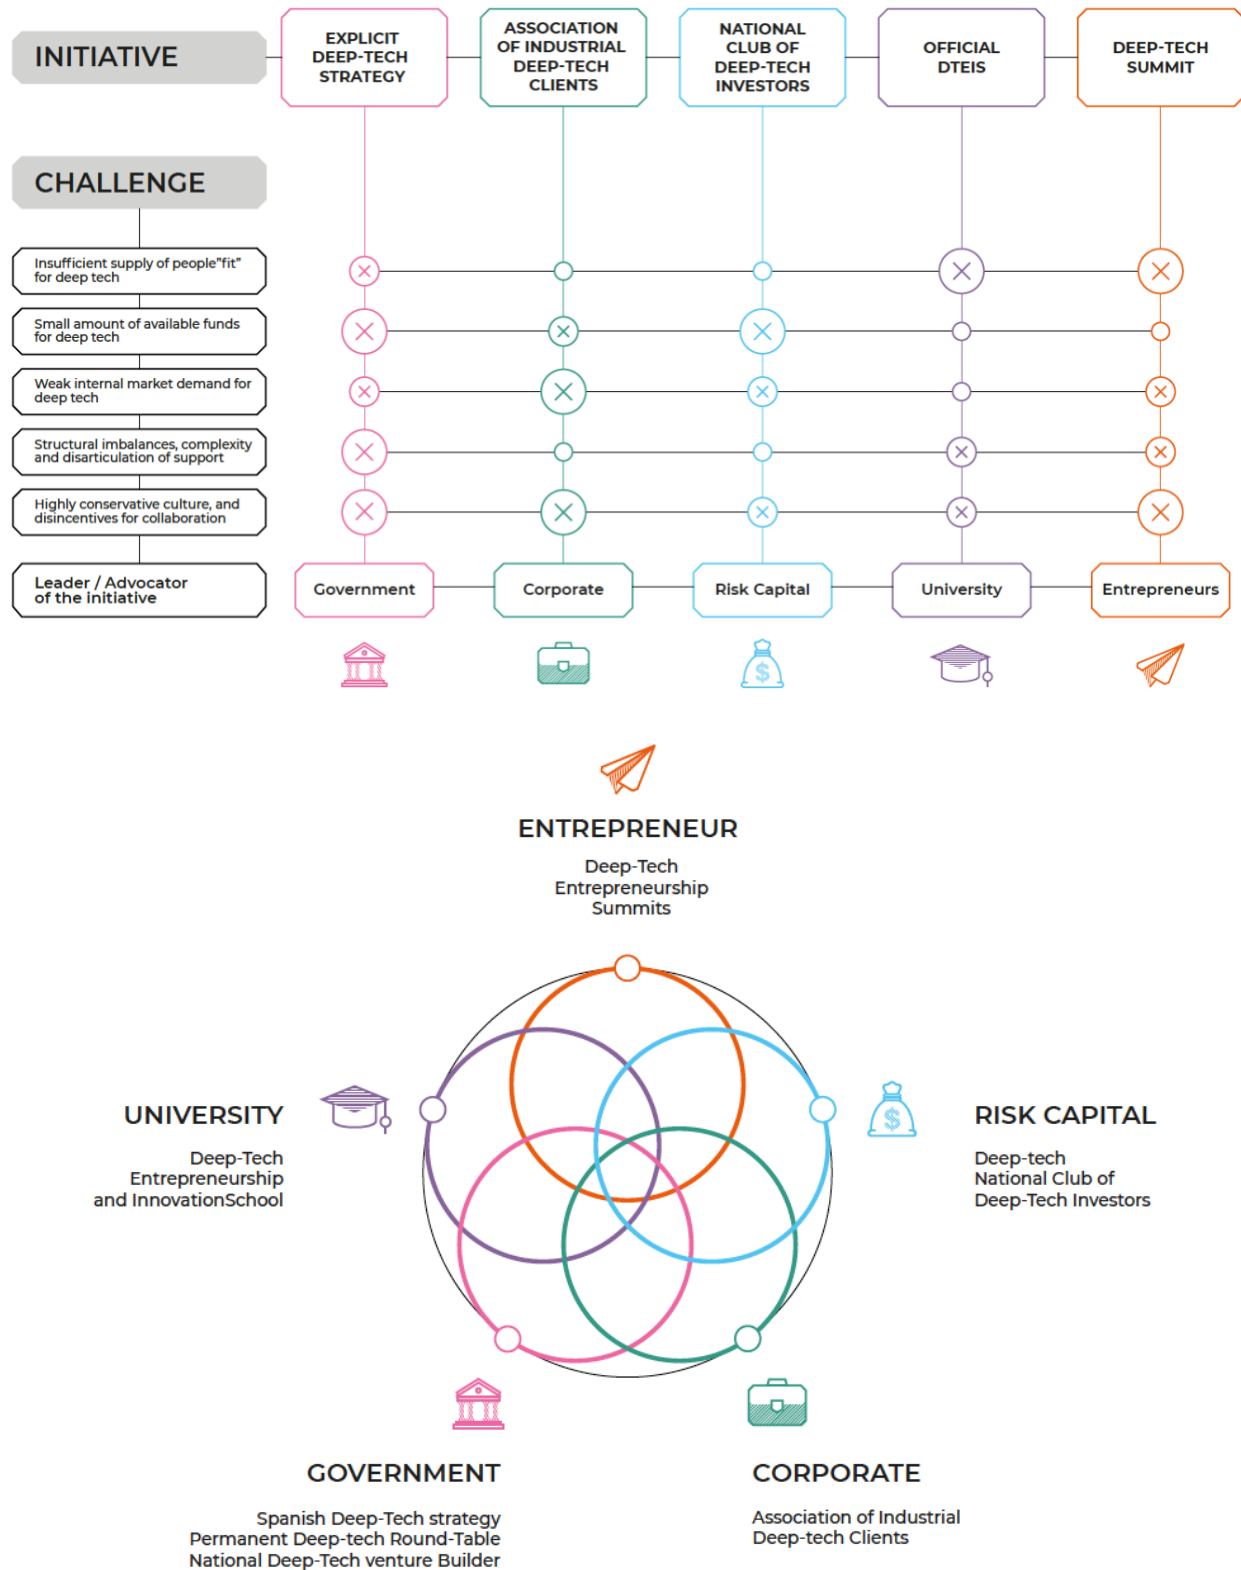 INITIATIVE
EXPLICIT
DEEP-TECH
STRATEGY
ASSOCIATION
OF INDUSTRIAL
DEEP-TECH
CLIENTS
NATIONAL
CLUB OF
DEEP-TECH
INVESTORS
OFFICIAL
DTEIS
DEEP-TECH
SUMMIT
CHALLENGE
Insufficient supply of people"fit"
for deep tech
Small amount of available funds
for deep tech
Weak internal market demand for
deep tech
Structural imbalances, complexity
and disarticulation of support
Highly conservative culture, and
disincentives for collaboration
Leader / Advocator
of the initiative
Government
Corporate
Risk Capital
University
Entrepreneurs
$
ENTREPRENEUR
Deep-Tech
Entrepreneurship
Summits
UNIVERSITY
Deep-Tech
Entrepreneurship
and InnovationSchool
$
RISK CAPITAL
Deep-tech
National Club of
Deep-Tech Investors
GOVERNMENT
Spanish Deep-Tech strategy
Permanent Deep-tech Round-Table
National Deep-Tech venture Builder
CORPORATE
Association of Industrial
Deep-tech Clients